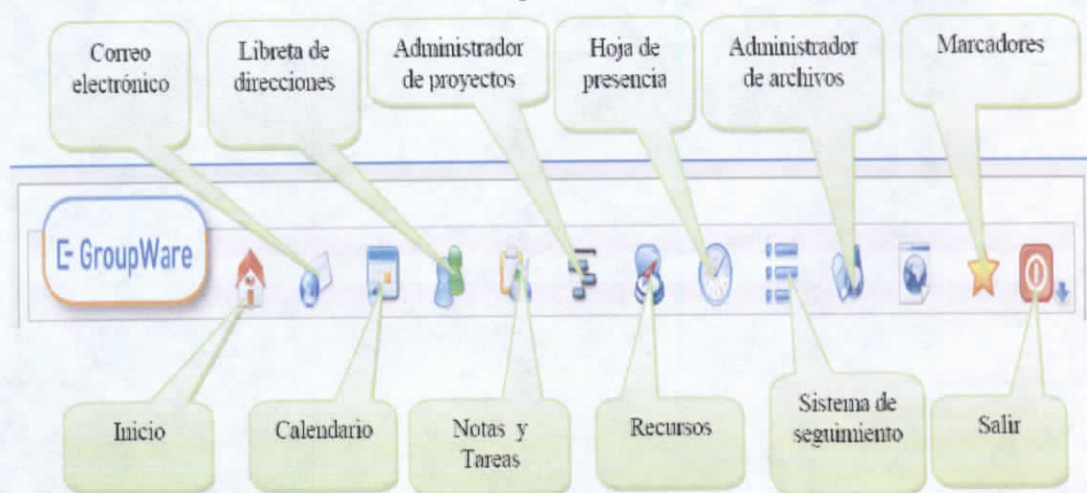 Correo
electrónico
Libreta de
direcciones
Administrador
de proyectos
Hoja de
presencia
Administrador
de archivos
Marcadores
E- GroupWare
Inicio
Calendario
Notas y
Tareas
Recursos
Sistema de
seguimiento
Salir